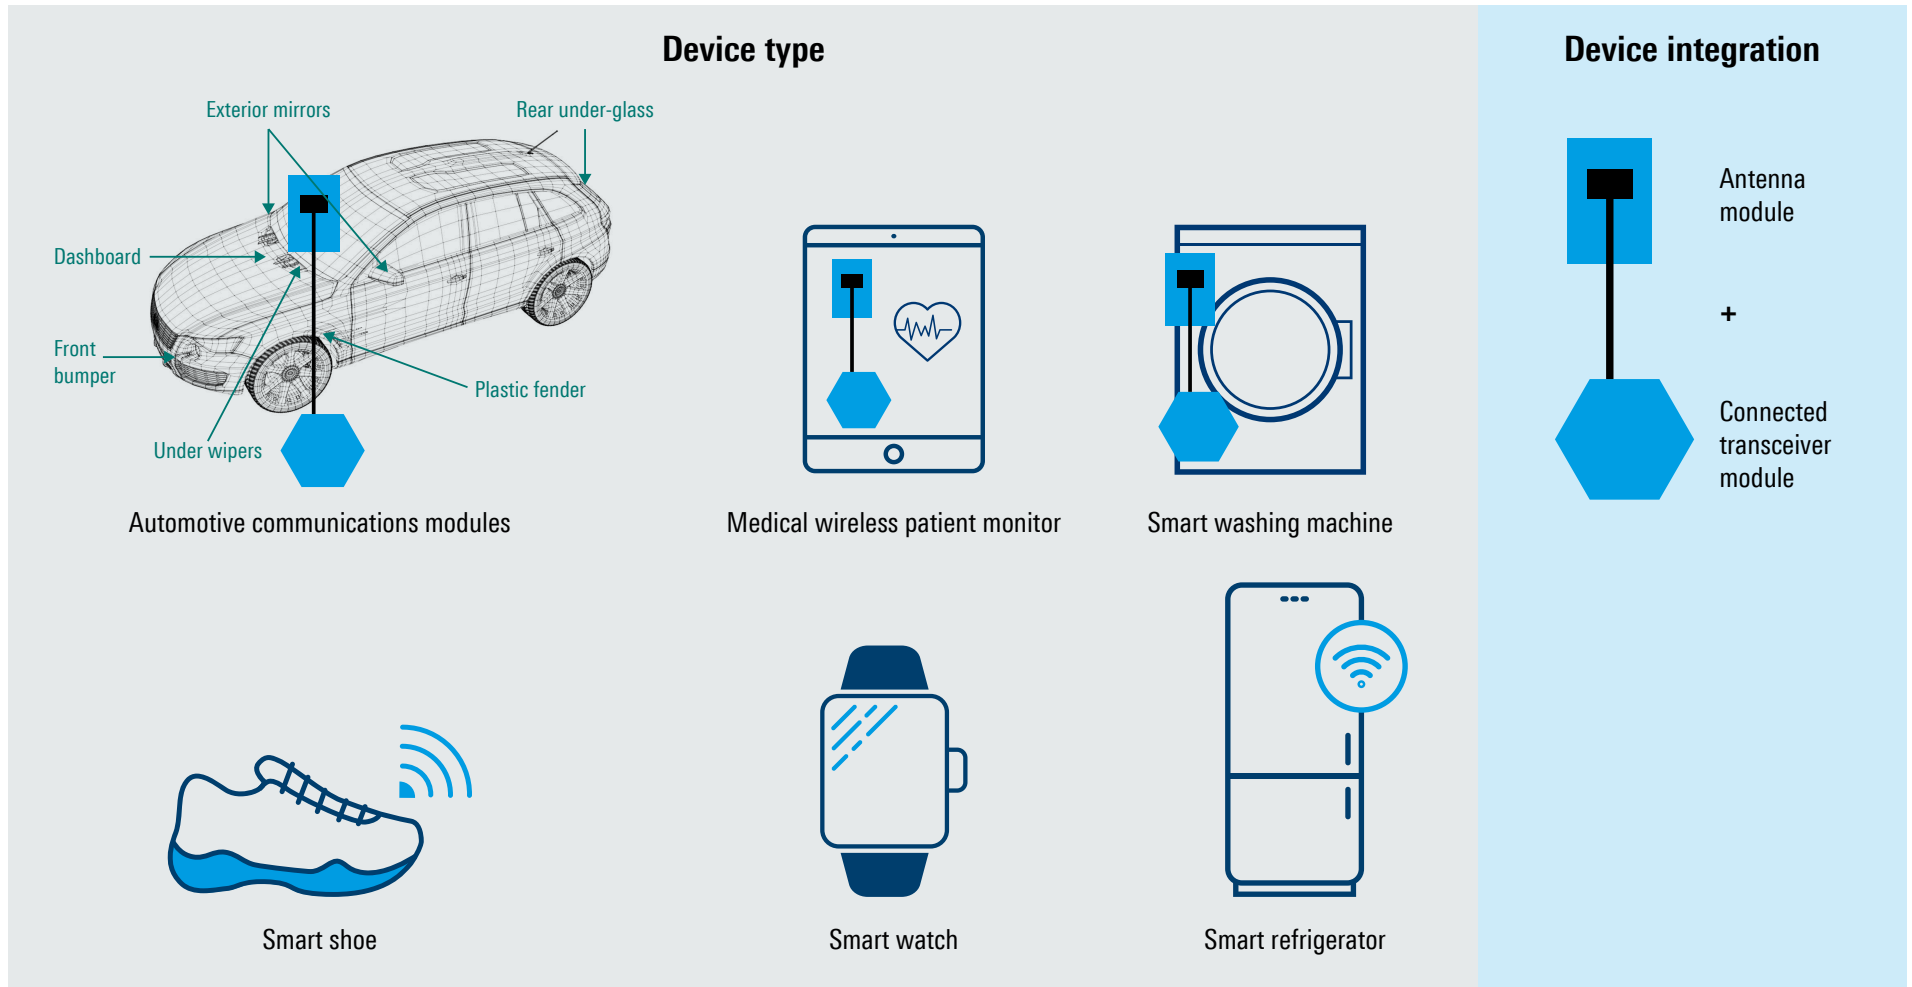 Device type
Device integration
Exterior mirrors
Rear under-glass
Dashboard
Front
bumper
Under wipers
Plastic fender
Automotive communications modules
Medical wireless patient monitor
Smart washing machine
Smart shoe
Smart watch
Smart refrigerator
Antenna
module
+
Connected
transceiver
module